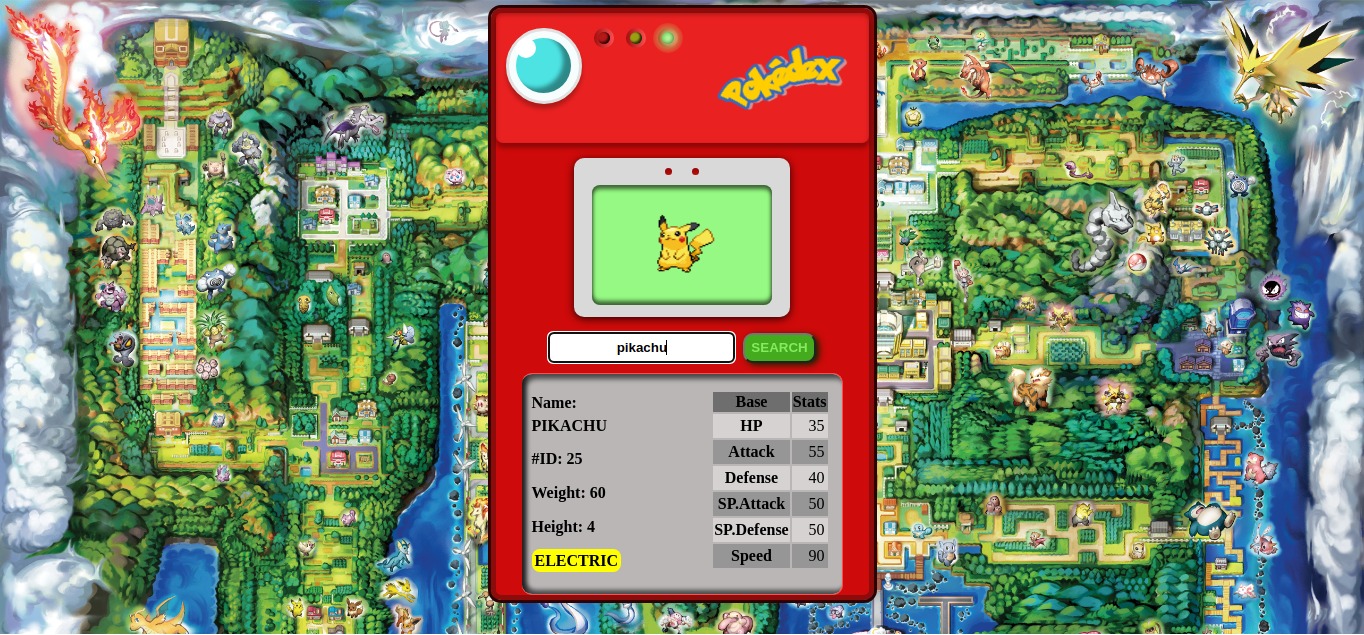 Pokédex
pikachu
SEARCH
Name:
PIKACHU
#ID: 25
Weight: 60
Height: 4
ELECTRIC
Base Stats
HP 35
Attack 55
Defense 40
SP.Attack 50
SP.Defense 50
Speed 90